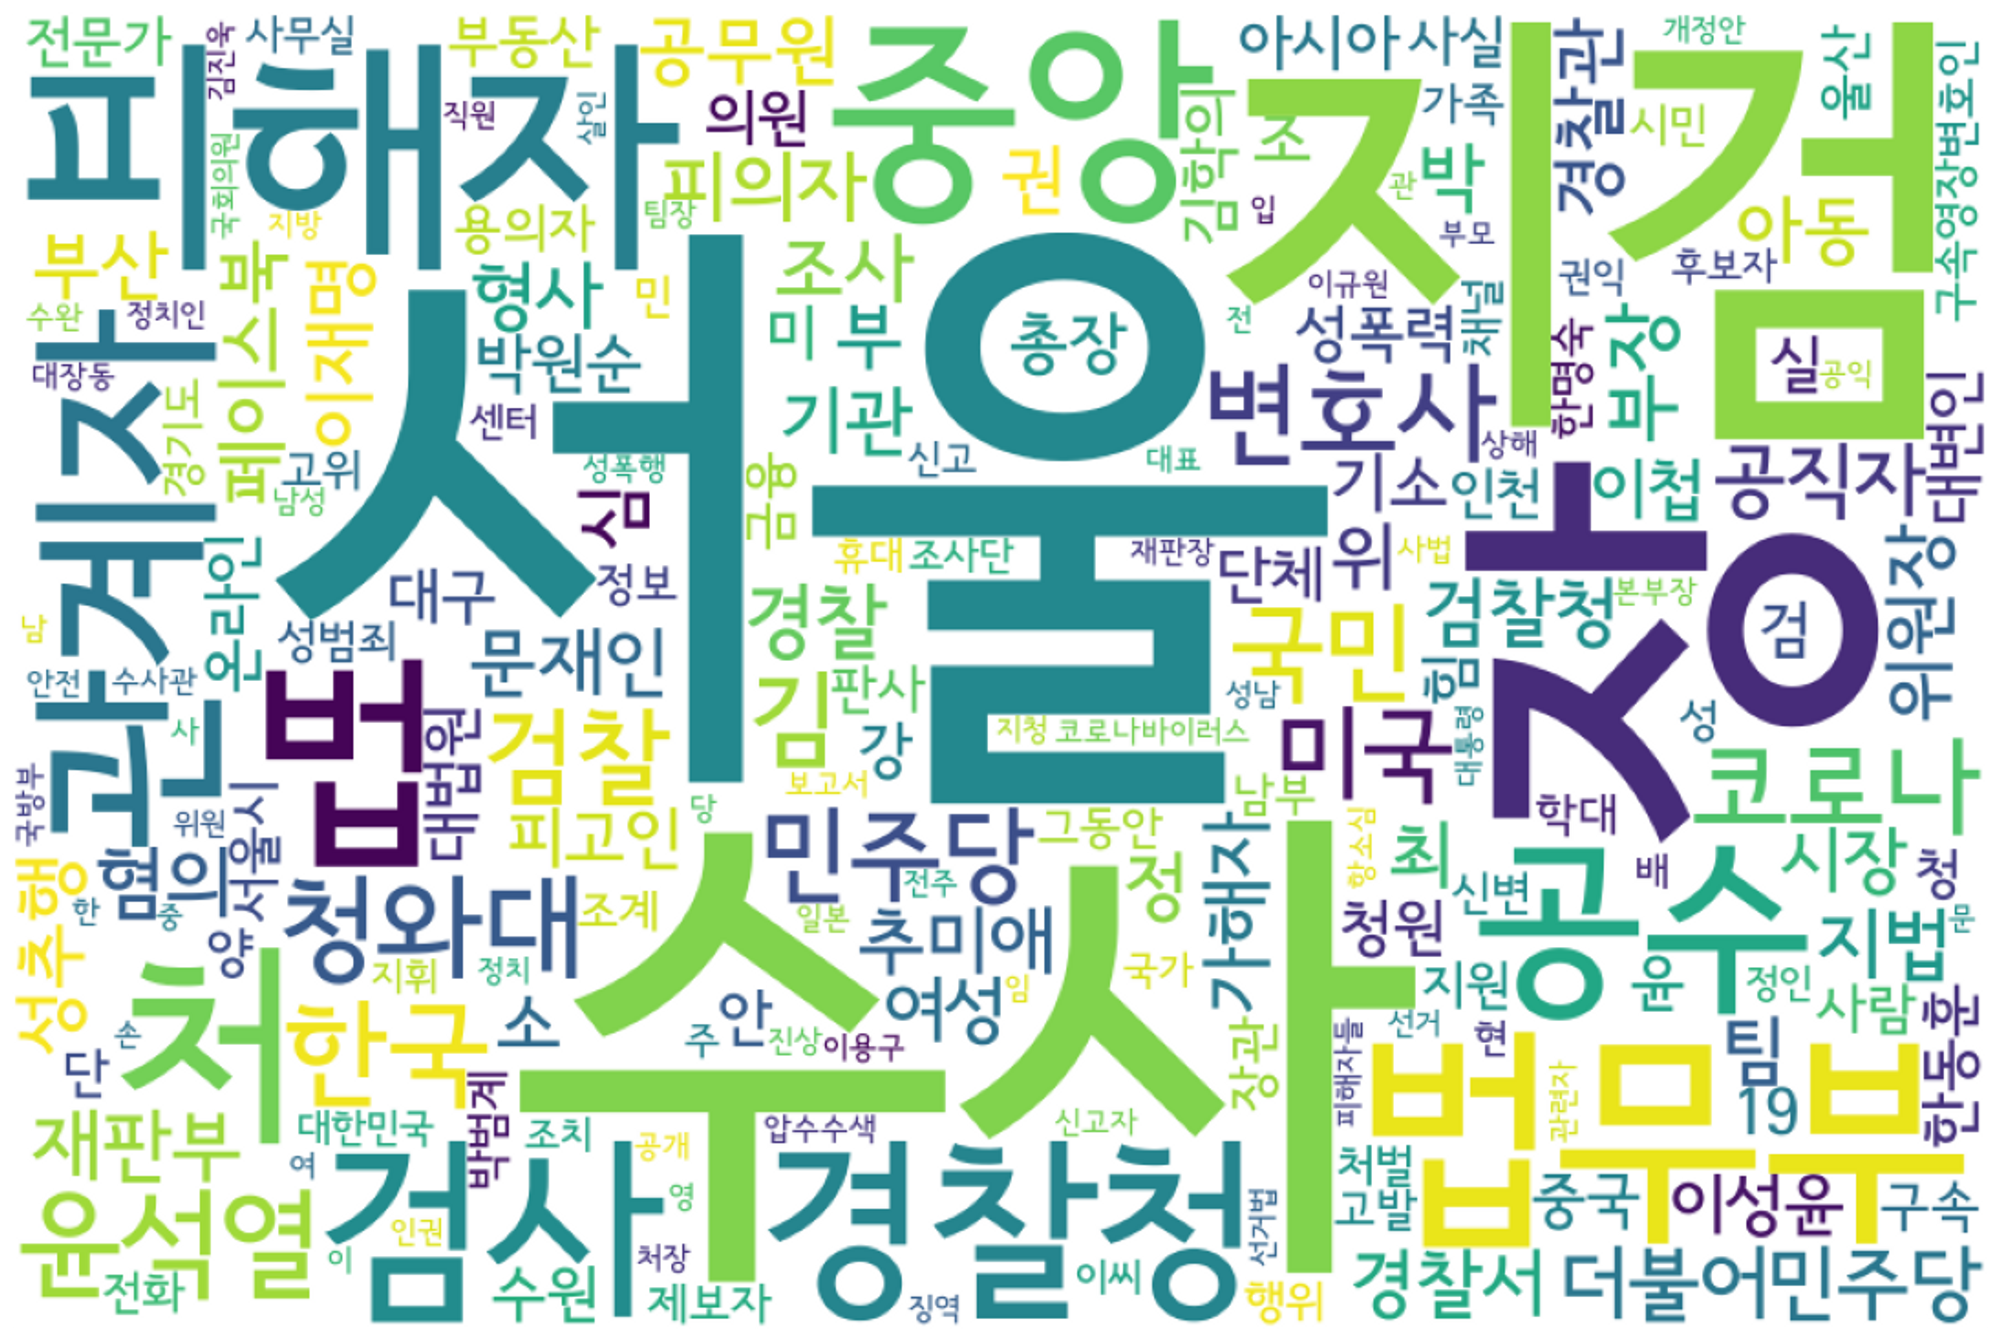 전문가
김진욱
사무실
부동산
공무원
중앙
아시아
사실
경찰관
개정안
울산
구속영장변호인
피해자
국회의원
직원
살인
의원
지검
가족
시민
지방
용의자
피의자
팀장
권
김학의
조
관
박
입
부모
아동
부산
페이스북
이재명
형사
민
조사
총장
전
이규원
성폭력
채널
권익
후보자
수완
정치인
대장동
관계자
경기도
박원순
미
부
기관
변호사
한명숙
부장
실
공익
대변인
센터
고위
남성
성폭행
심
금융
신고
대표
상해
기소
인천
이첩
공직자
서울
장
검
온라인
대구
정보
휴대
조사단
재판장
단체
위
사법
검찰청
본부장
위원장
남
성범죄
문재인
경찰
국민
힘
안전
수사관
법
김
판사
성남
성
사
대법원
검찰
강
지청
코로나바이러스
미국
대통령
코로나
국방부
위원
서울시
피고인
당
보고서
남부
민주당
그동안
가해자
항소심
최
학대
배
시장
청
성추행
혐의
한
중
양
청와대
조계
전주
일본
추미애
정
청원
신변
공수
지법
문
처
지휘
정치
수사
국가
여성
임
지원
윤
정인
사람
손
단
한국
소
주
안
진상
이용구
장관
피해자들
선거
현
법무부
팀
한동훈
재판부
대한민국
박범계
조치
압수수색
신고자
관련자
19
여
검사
공개
처벌
윤석열
인권
이
영
경찰청
선거법
고발
중국
이성윤
구속
전화
수원
처장
제보자
징역
이씨
행위
경찰서
더불어민주당